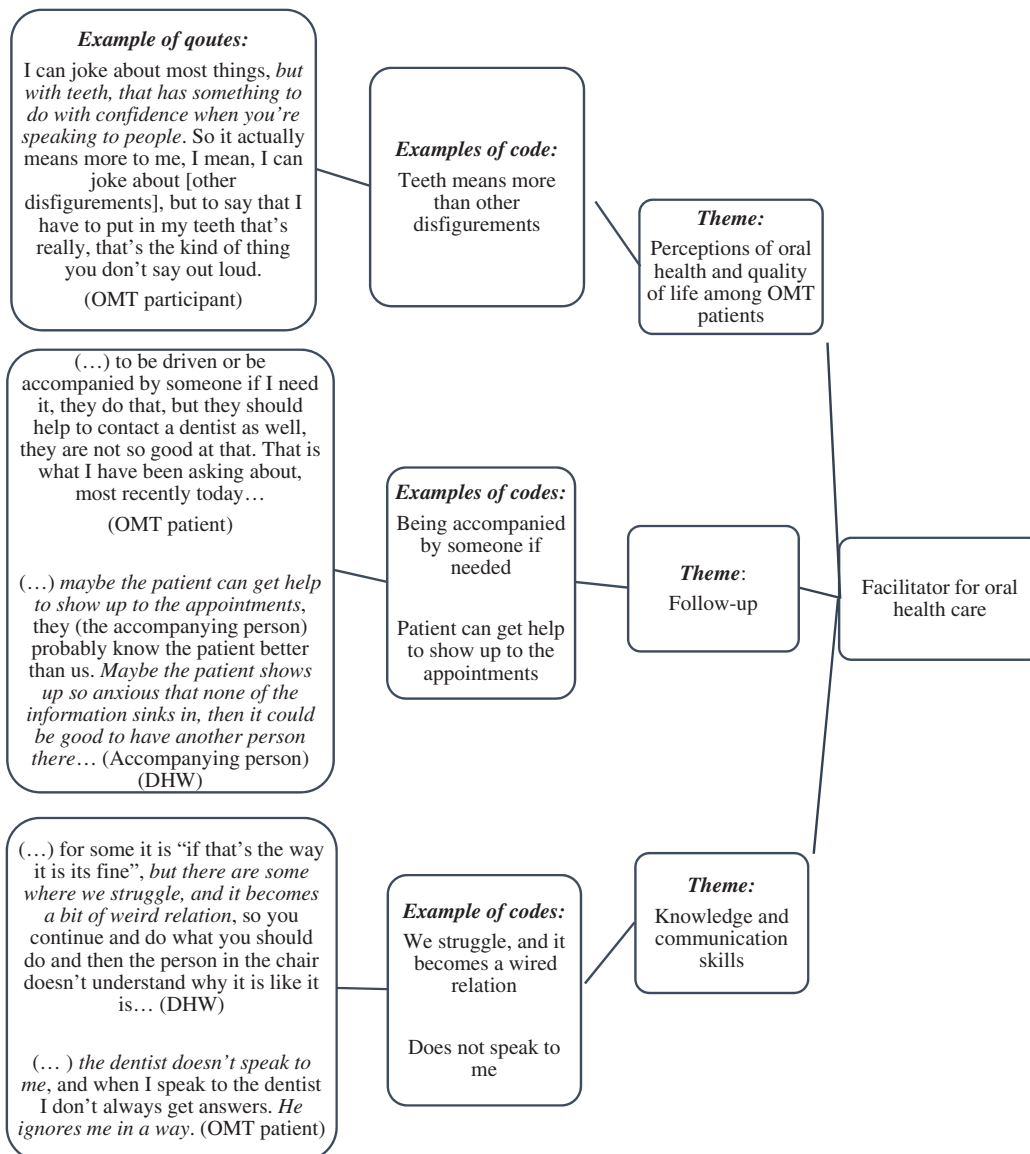 Example of qoutes:
I can joke about most things, but
with teeth, that has something to
do with confidence when you're
speaking to people. So it actually
means more to me, I mean, I can
joke about [other
disfigurements], but to say that I
have to put in my teeth that's
really, that's the kind of thing
you don't say out loud.
(OMT participant)
Examples of code:
Teeth means more
than other
disfigurements
Theme:
Perceptions of oral
health and quality
of life among OMT
patients
(…) to be driven or be
accompanied by someone if I need
it, they do that, but they should
help to contact a dentist as well,
they are not so good at that. That is
what I have been asking about,
most recently today…
(OMT patient)
(…) maybe the patient can get help
to show up to the appointments,
they (the accompanying person)
probably know the patient better
than us. Maybe the patient shows
up so anxious that none of the
information sinks in, then it could
be good to have another person
there… (Accompanying person)
(DHW)
Examples of codes:
Being accompanied
by someone if
needed
Patient can get help
to show up to the
appointments
Theme:
Follow-up
Facilitator for oral
health care
(…) for some it is “if that's the way
it is its fine”, but there are some
where we struggle, and it becomes
a bit of weird relation, so you
continue and do what you should
do and then the person in the chair
doesn't understand why it is like it
is… (DHW)
(… ) the dentist doesn't speak to
me, and when I speak to the dentist
I don't always get answers. He
ignores me in a way. (OMT patient)
Example of codes:
We struggle, and it
becomes a wired
relation
Does not speak to
me
Theme:
Knowledge and
communication
skills